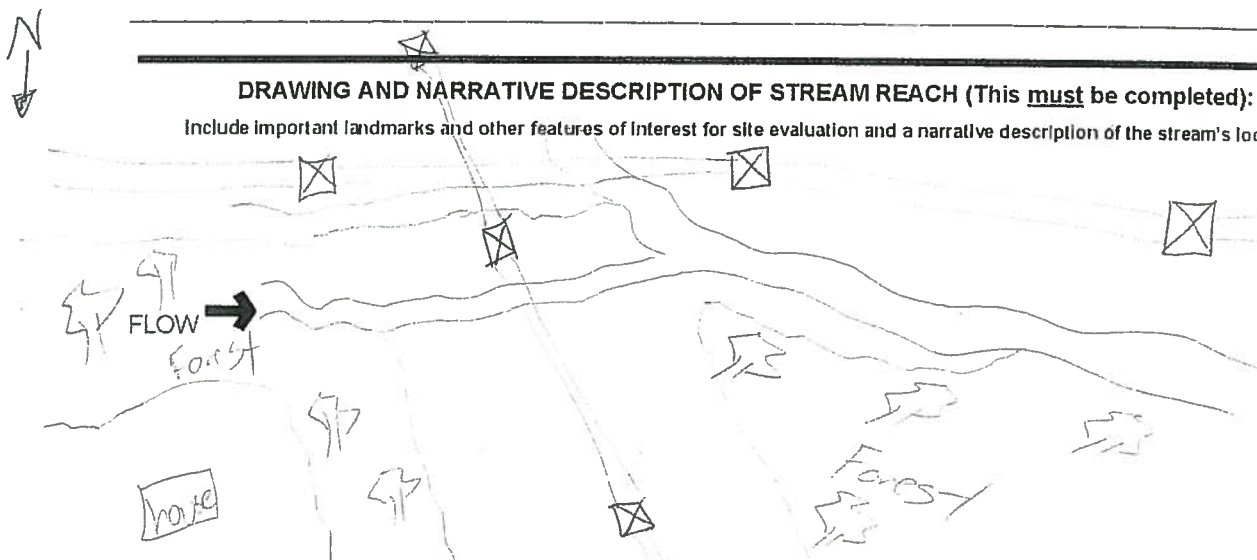 N
DRAWING AND NARRATIVE DESCRIPTION OF STREAM REACH (This must be completed):
Include important landmarks and other features of interest for site evaluation and a narrative description of the stream's loc
FLOW
Forest
house
Forest